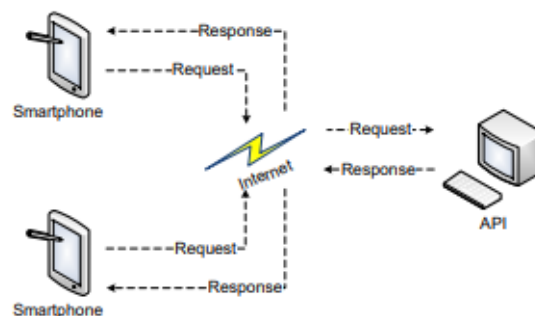 Response
Request
Smartphone
Internet
Request
Response
API
Request
Response
Smartphone